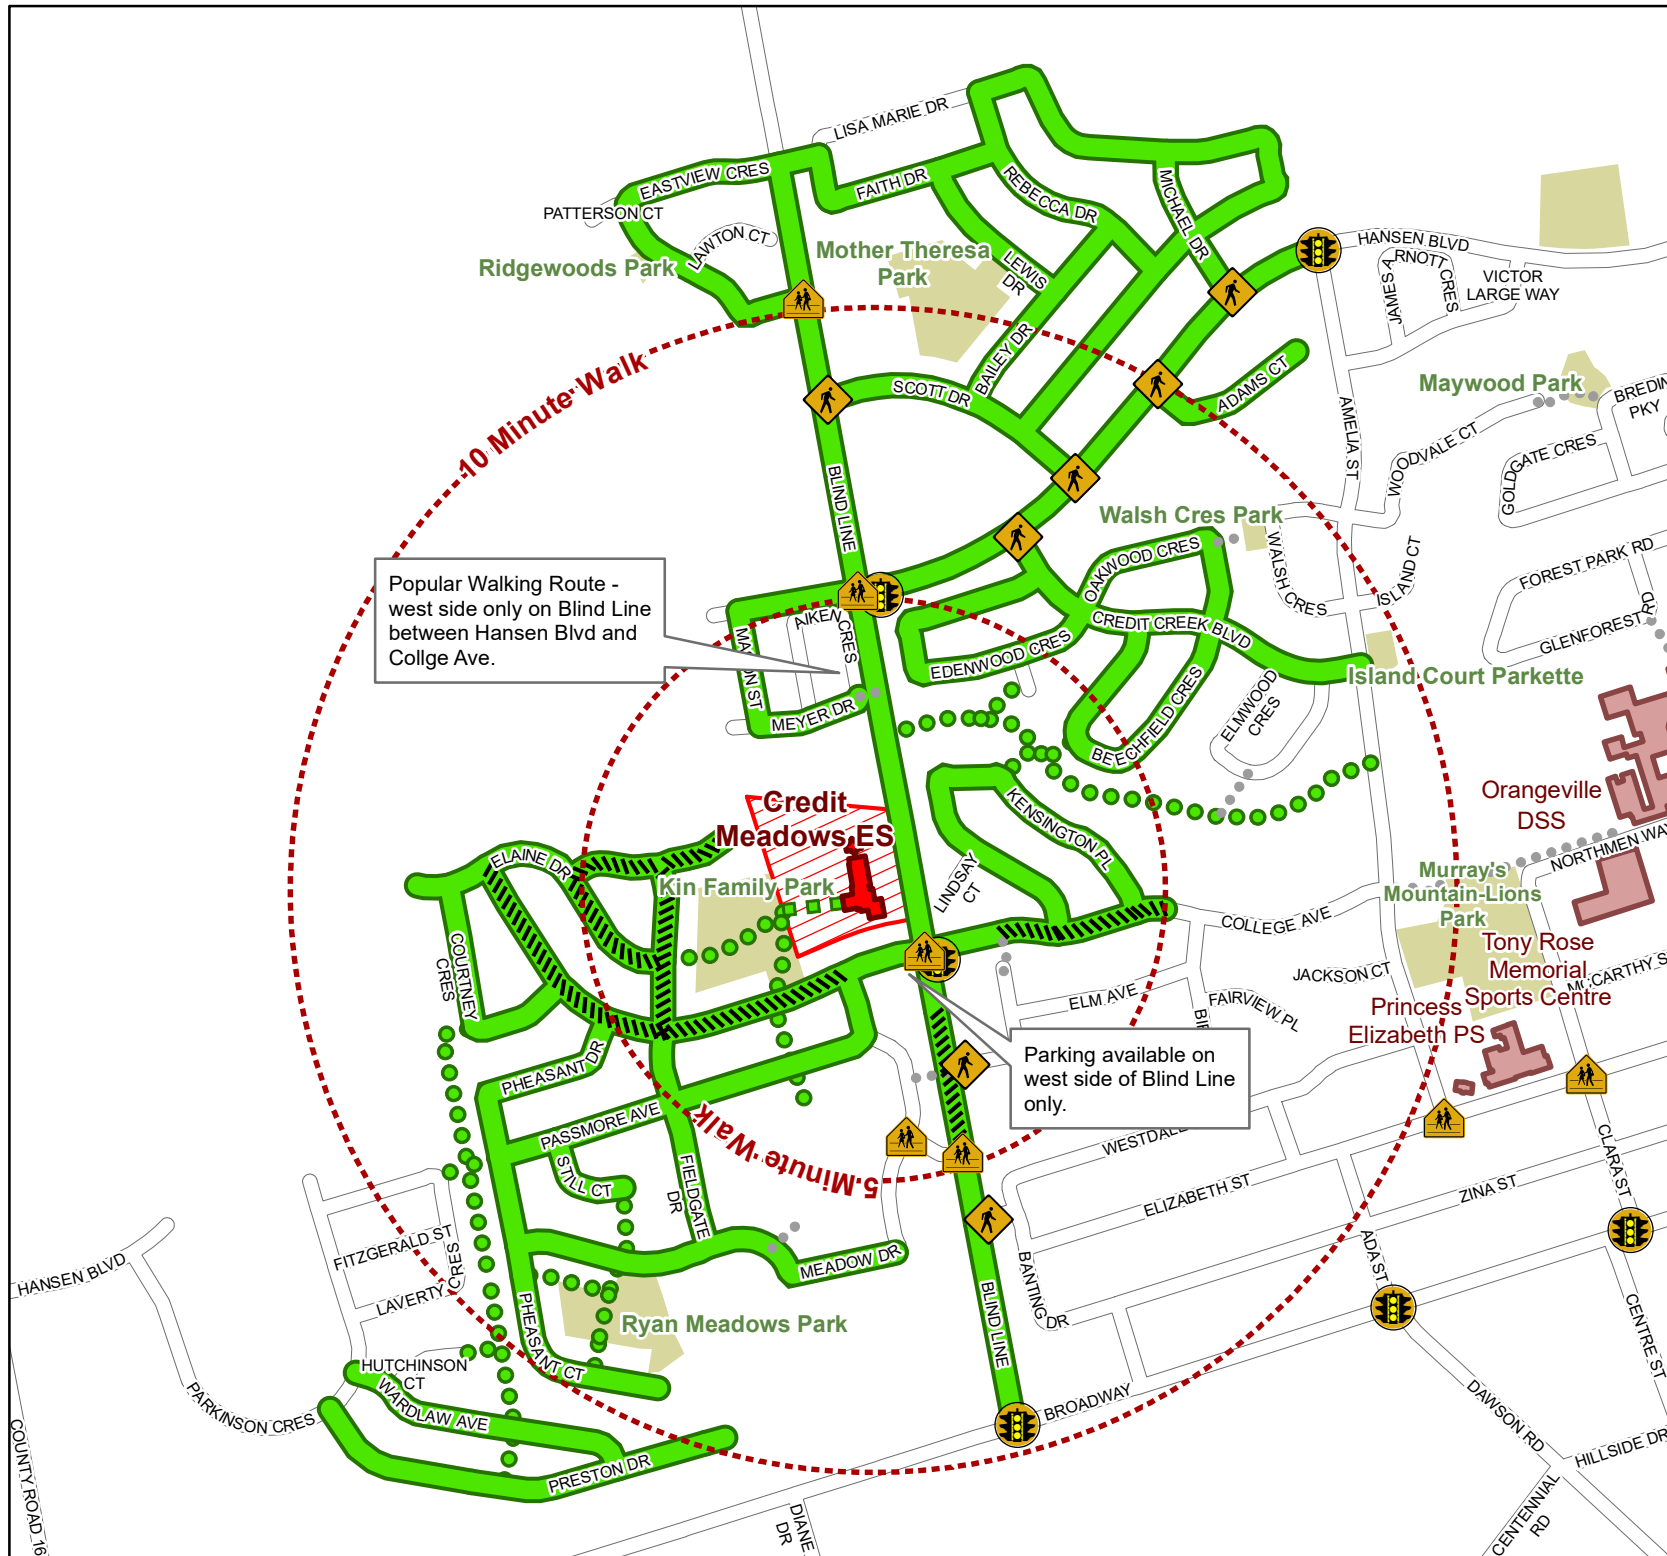 LISA MARIE DR
EASTVIEW CRES
FAITH DR
REBECCA DR
MICHAEL DR
PATTERSON CT
LAWTON CT
Ridgewoods Park
Mother Theresa
Park
LEWIS
DR
HANSEN BLVD
JAMES A
RNOTT
CRES
VICTOR
LARGE WAY
10 Minute Walk
BAILEY DR
SCOTT DR
ADAMS CT
AMELIA ST
Maywood Park
BREDIN
PKY
WOODVALE CT
GOLDGATE CRES
BLIND LINE
Walsh Cres Park
WALSH CRES
ISLAND CT
FOREST PARK RD
RD
GLENFOREST
Popular Walking Route -
west side only on Blind Line
between Hansen Blvd and
Collge Ave.
AIKEN
CRES
MASON ST
MEYER DR
OAKWOOD CRES
CREDIT CREEK BLVD
EDENWOOD CRES
BEECHFIELD CRES
ELMWOOD
CRES
Island Court Parkette
Credit
Meadows ES
KENSINGTON PL
LINDSAY
CT
Orangeville
DSS
NORTHMEN WAY
ELAINE DR
Kin Family Park
COURTNEY
CRES
COLLEGE AVE
Murray's
Mountain-Lions
Park
Tony Rose
Memorial
Sports Centre
MCCARTHY S
JACKSON CT
ELM AVE
FAIRVIEW PL
BI
Princess
Elizabeth PS
Parking available on
west side of Blind Line
only.
PHEASANT DR
PASSMORE AVE
5 Minute Walk
STILL CT
FIELDGATE
DR
WESTDALE
ELIZABETH ST
ZINA ST
CLARA ST
ADA ST
MEADOW DR
BANTING DR
BLIND LINE
FITZGERALD ST
LAVERTY CRES
HANSEN BLVD
Ryan Meadows Park
PHEASANT CT
CENTRE ST
HUTCHINSON
CT
WARDLAW AVE
PARKINSON CRES
BROADWAY
DAWSON RD
HILLSIDE DR
PRESTON DR
COUNTY ROAD 16
DIANE
DR
CENTENNIAL
RD